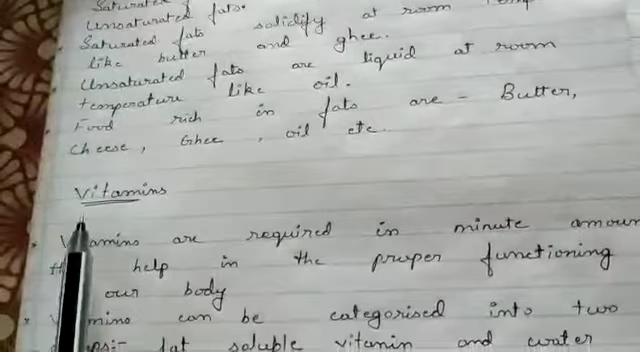 Saturated
Unsaturated fats.
Saturated fats solidify at room
like butter and ghee.
Unsaturated fats are liquid at room
temperature like oil.
Food rich in fats are - Butter,
cheese, Ghee, oil etc.
Vitamins
are required in minute
help in the proper functioning
our body
can be categorised into two
fat soluble vitamin and water